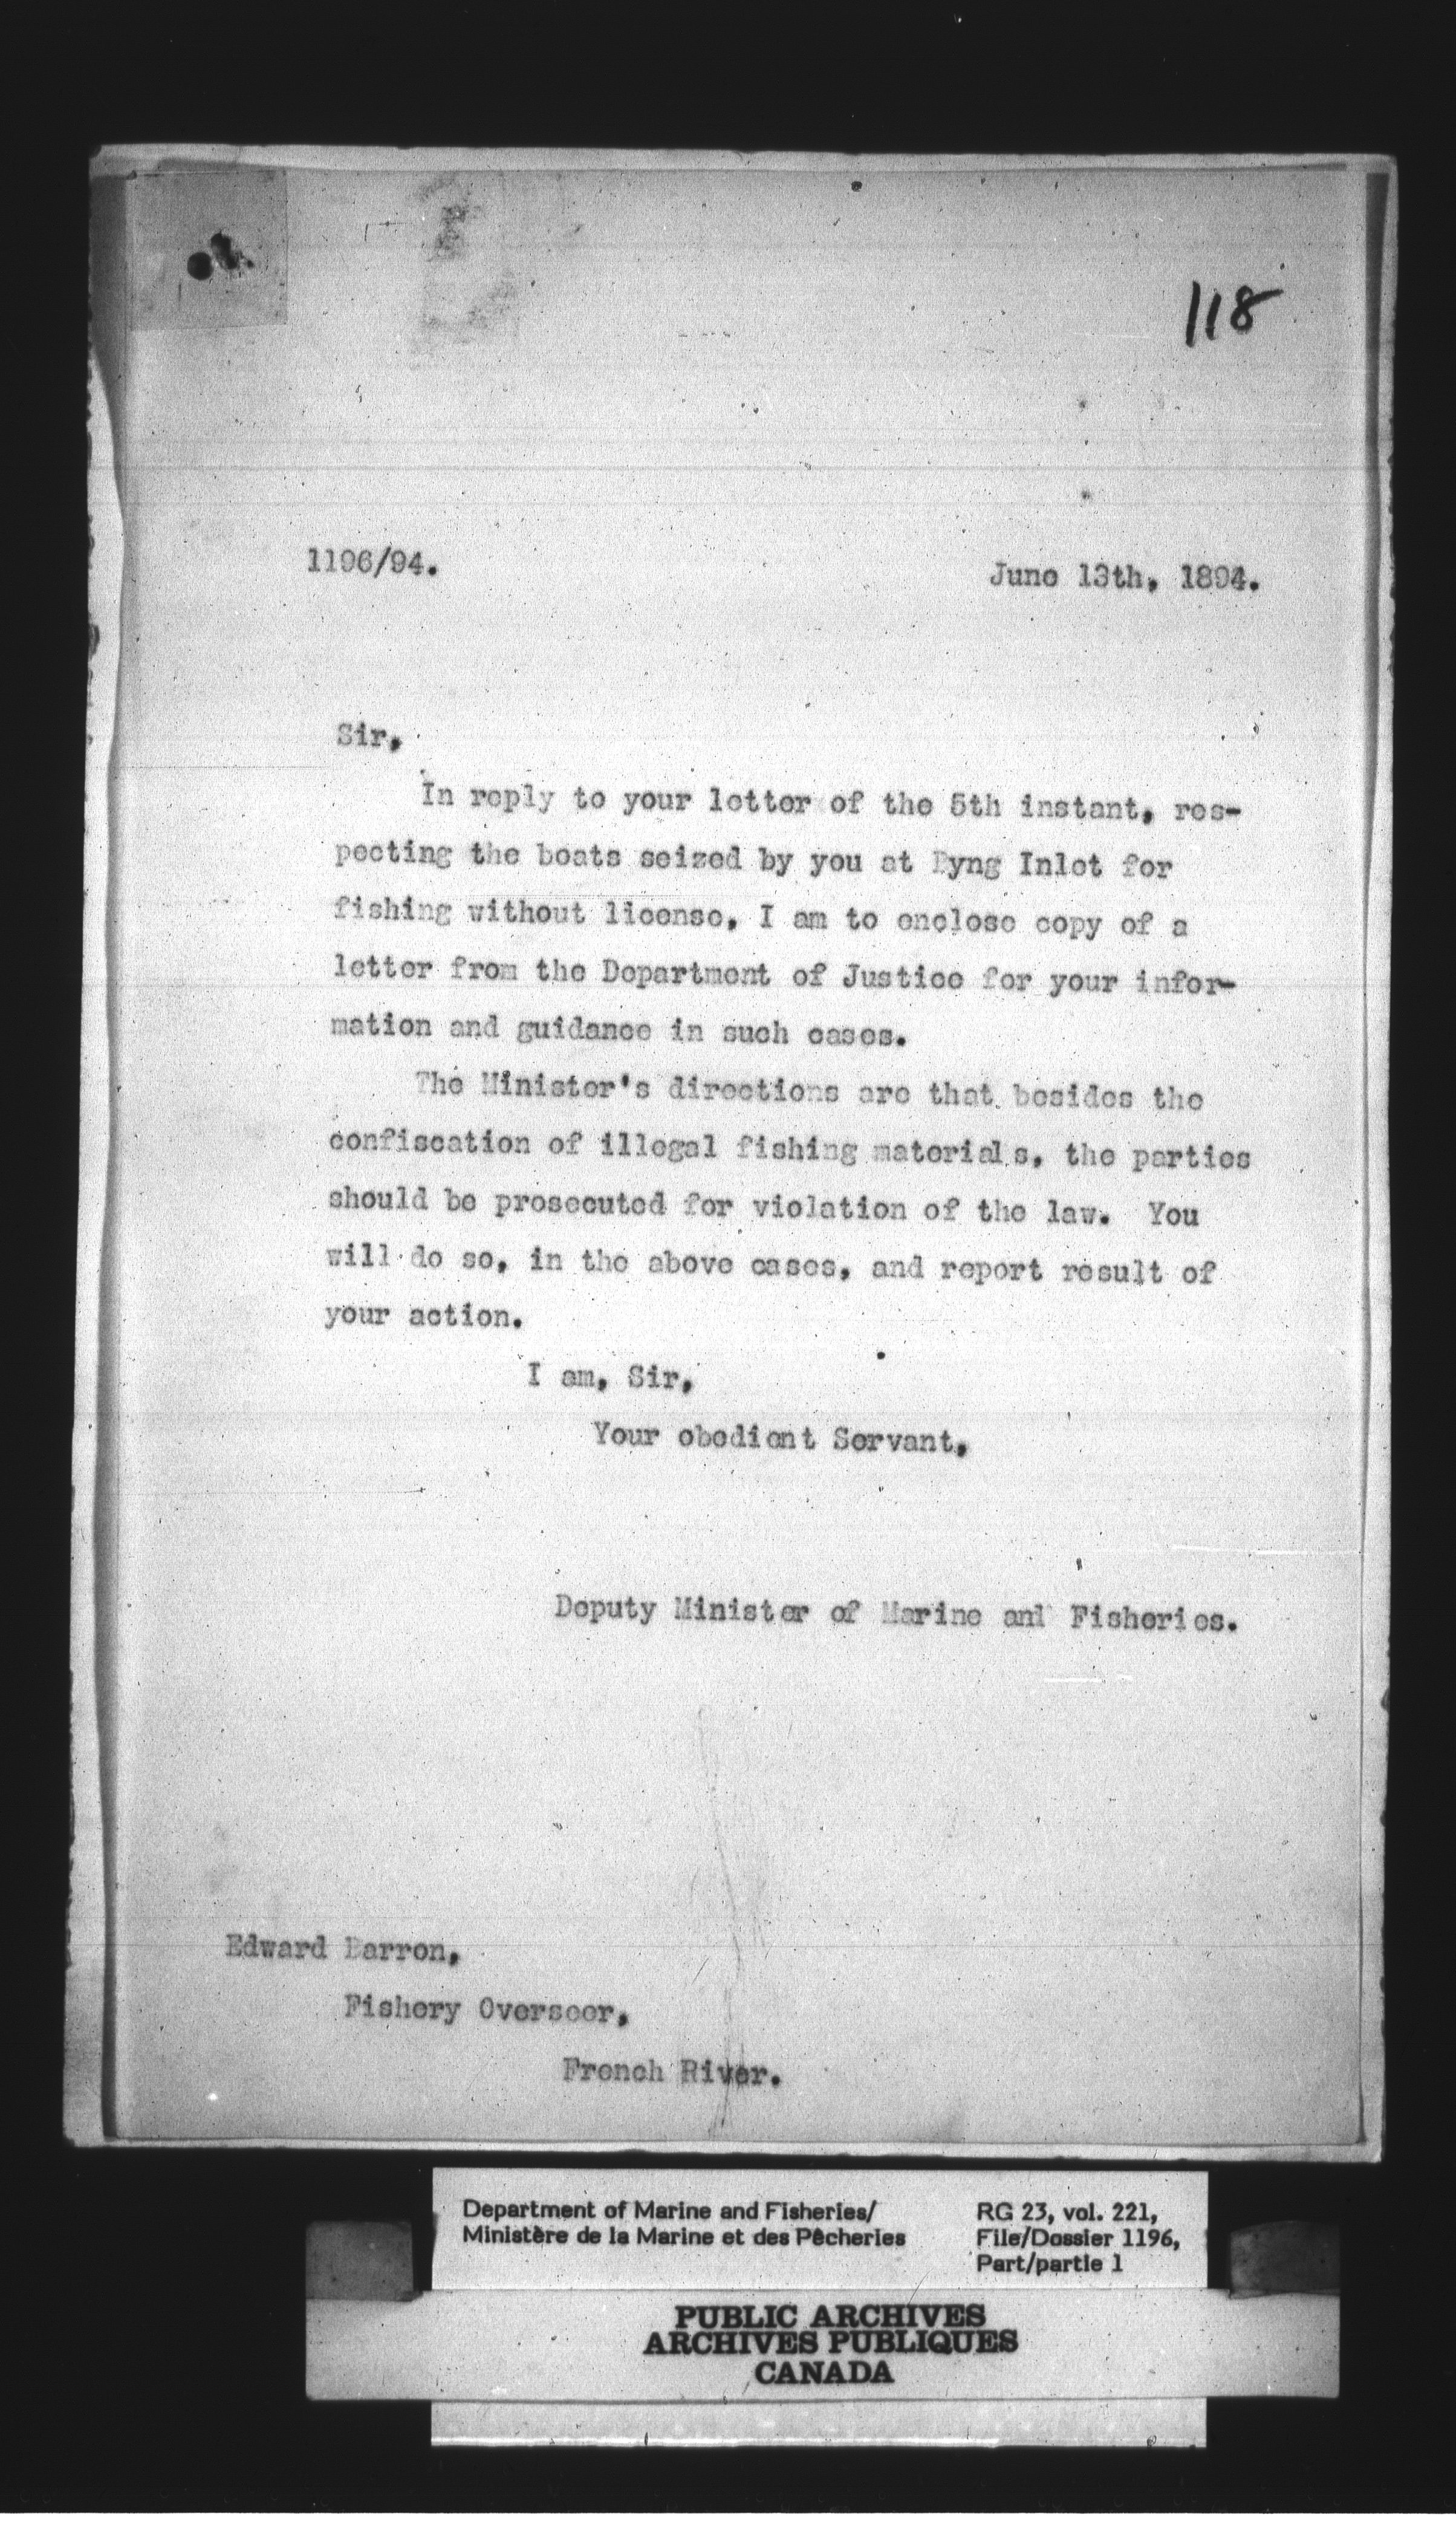 118
1196/94.
June 13th, 1894.
Sir,
In reply to your letter of the 5th instant, res-
pecting the boats seized by you at Byng Inlet for
fishing without license, I am to enclose copy of a
letter from the Department of Justice for your infor-
mation and guidance in such cases.
The Minister's directions are that besides the
confiscation of illegal fishing materials, the parties
should be prosecuted for violation of the law. You
will do so, in the above cases, and report result of
your action.
I am, Sir,
Your obedient Servant,
Deputy Minister of Marine and Fisheries.
Edward Barron,
Fishery Overseer,
French River.
Department of Marine and Fisheries/
Ministère de la Marine et des Pêcheries
RG 23, vol. 221,
File/Dossier 1196,
Part/partie 1
PUBLIC ARCHIVES
ARCHIVES PUBLIQUES
CANADA